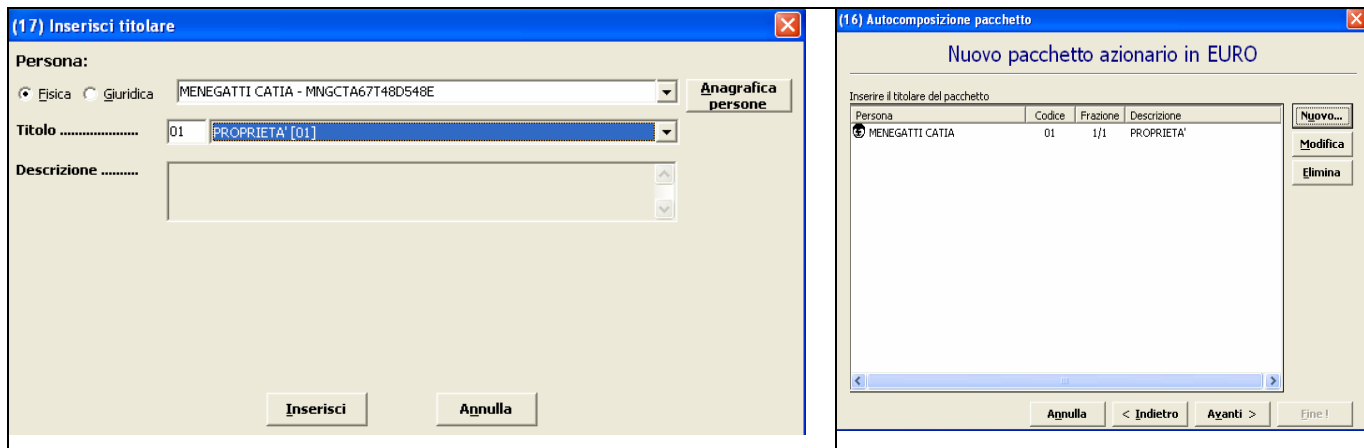 (17) Inserisci titolare
Persona:
Fisica Giuridica MENEGATTI CATIA - MNGCTA67T48D548E Anagrafica persone
Titolo ..................... 01 PROPRIETA' [01]
Descrizione ..........
Inserisci Annulla
(16) Autocomposizione pacchetto
Nuovo pacchetto azionario in EURO
Inserire il titolare del pacchetto
Persona Codice Frazione Descrizione
MENEGATTI CATIA 01 1/1 PROPRIETA'
Nuovo...
Modifica
Elimina
Annulla < Indietro Avanti > Fine !